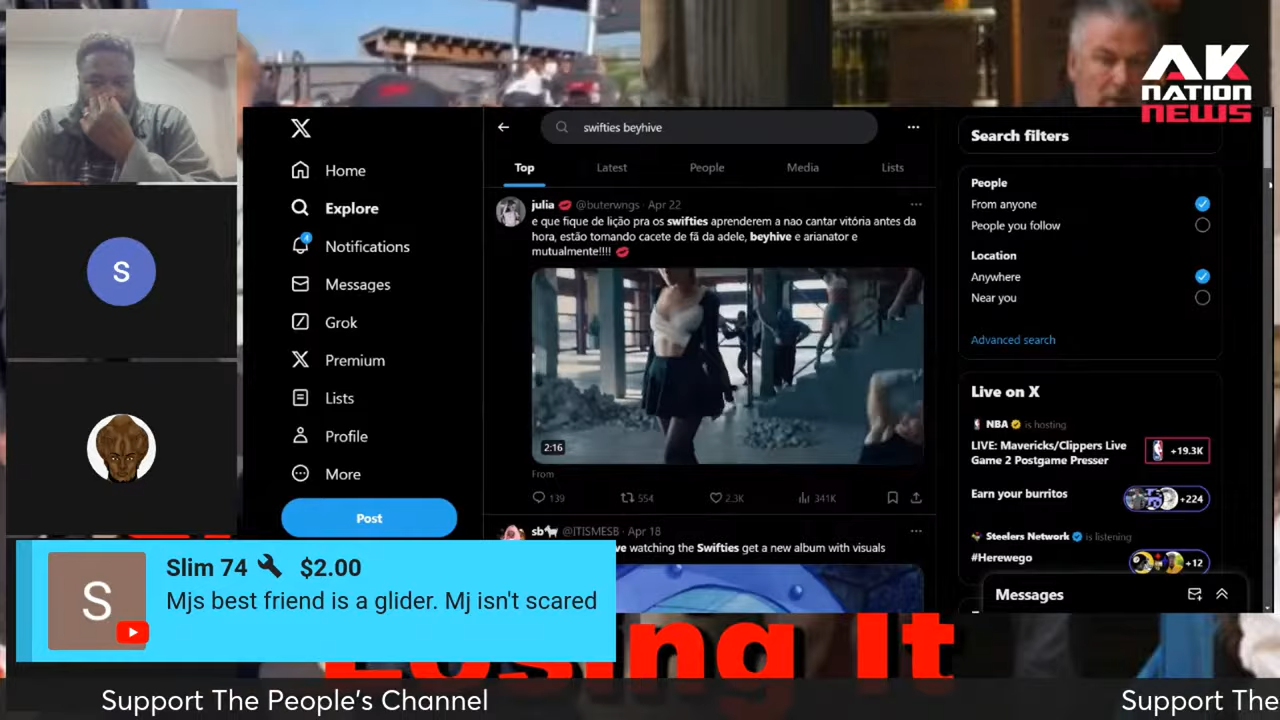 AK
NATION
NEWS
swifties beyhive
Top
Latest
People
Media
Lists
Home
Explore
Notifications
Messages
Grok
Premium
Lists
Profile
More
Post
julia 💋 @buterwngs · Apr 22
e que fique de lição pra os swifties aprenderem a nao cantar vitória antes da
hora, estão tomando cacete de fã da adele, beyhive e arianator e
mutualmente!!!! 💋
2:16
From
139
554
2.3K
341K
sb🐐 @ITISMESB · Apr 18
watching the Swifties get a new album with visuals
Search filters
People
From anyone
People you follow
Location
Anywhere
Near you
Advanced search
Live on X
NBA is hosting
LIVE: Mavericks/Clippers Live
Game 2 Postgame Presser
+19.3K
Earn your burritos
+224
Steelers Network is listening
#Herewego
+12
Messages
S
S
Slim 74 🔧 $2.00
Mjs best friend is a glider. Mj isn't scared
Losing It
Support The People's Channel
Support The